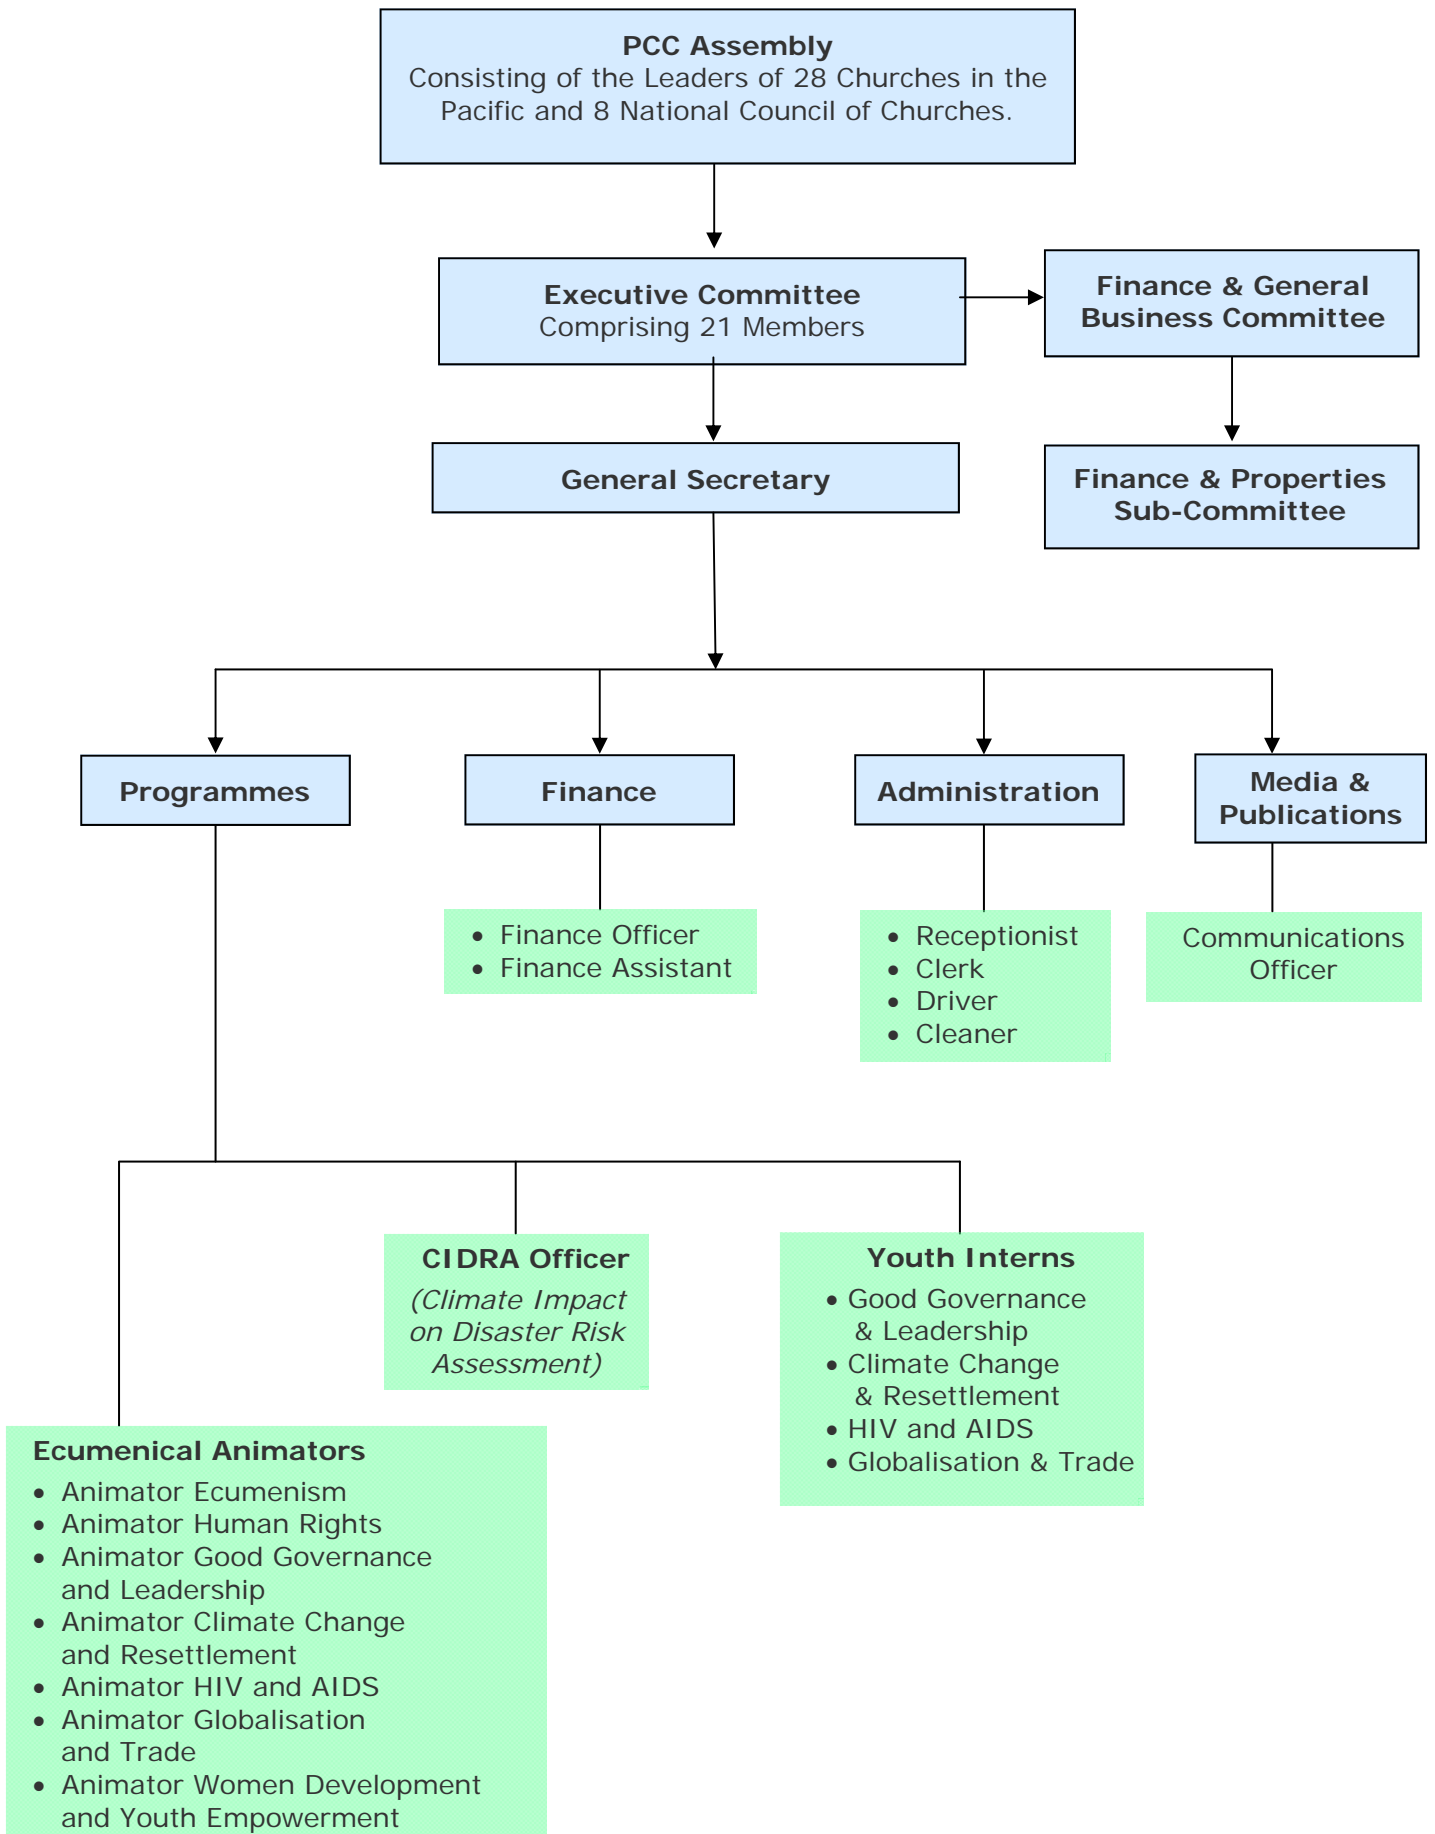 PCC Assembly
Consisting of the Leaders of 28 Churches in the
Pacific and 8 National Council of Churches.
Executive Committee
Comprising 21 Members
Finance & General
Business Committee
General Secretary
Finance & Properties
Sub-Committee
Programmes
Finance
Administration
Media &
Publications
• Finance Officer
• Finance Assistant
• Receptionist
• Clerk
• Driver
• Cleaner
Communications
Officer
CIDRA Officer
(Climate Impact
on Disaster Risk
Assessment)
Youth Interns
• Good Governance
& Leadership
• Climate Change
& Resettlement
• HIV and AIDS
• Globalisation & Trade
Ecumenical Animators
• Animator Ecumenism
• Animator Human Rights
• Animator Good Governance
and Leadership
• Animator Climate Change
and Resettlement
• Animator HIV and AIDS
• Animator Globalisation
and Trade
• Animator Women Development
and Youth Empowerment